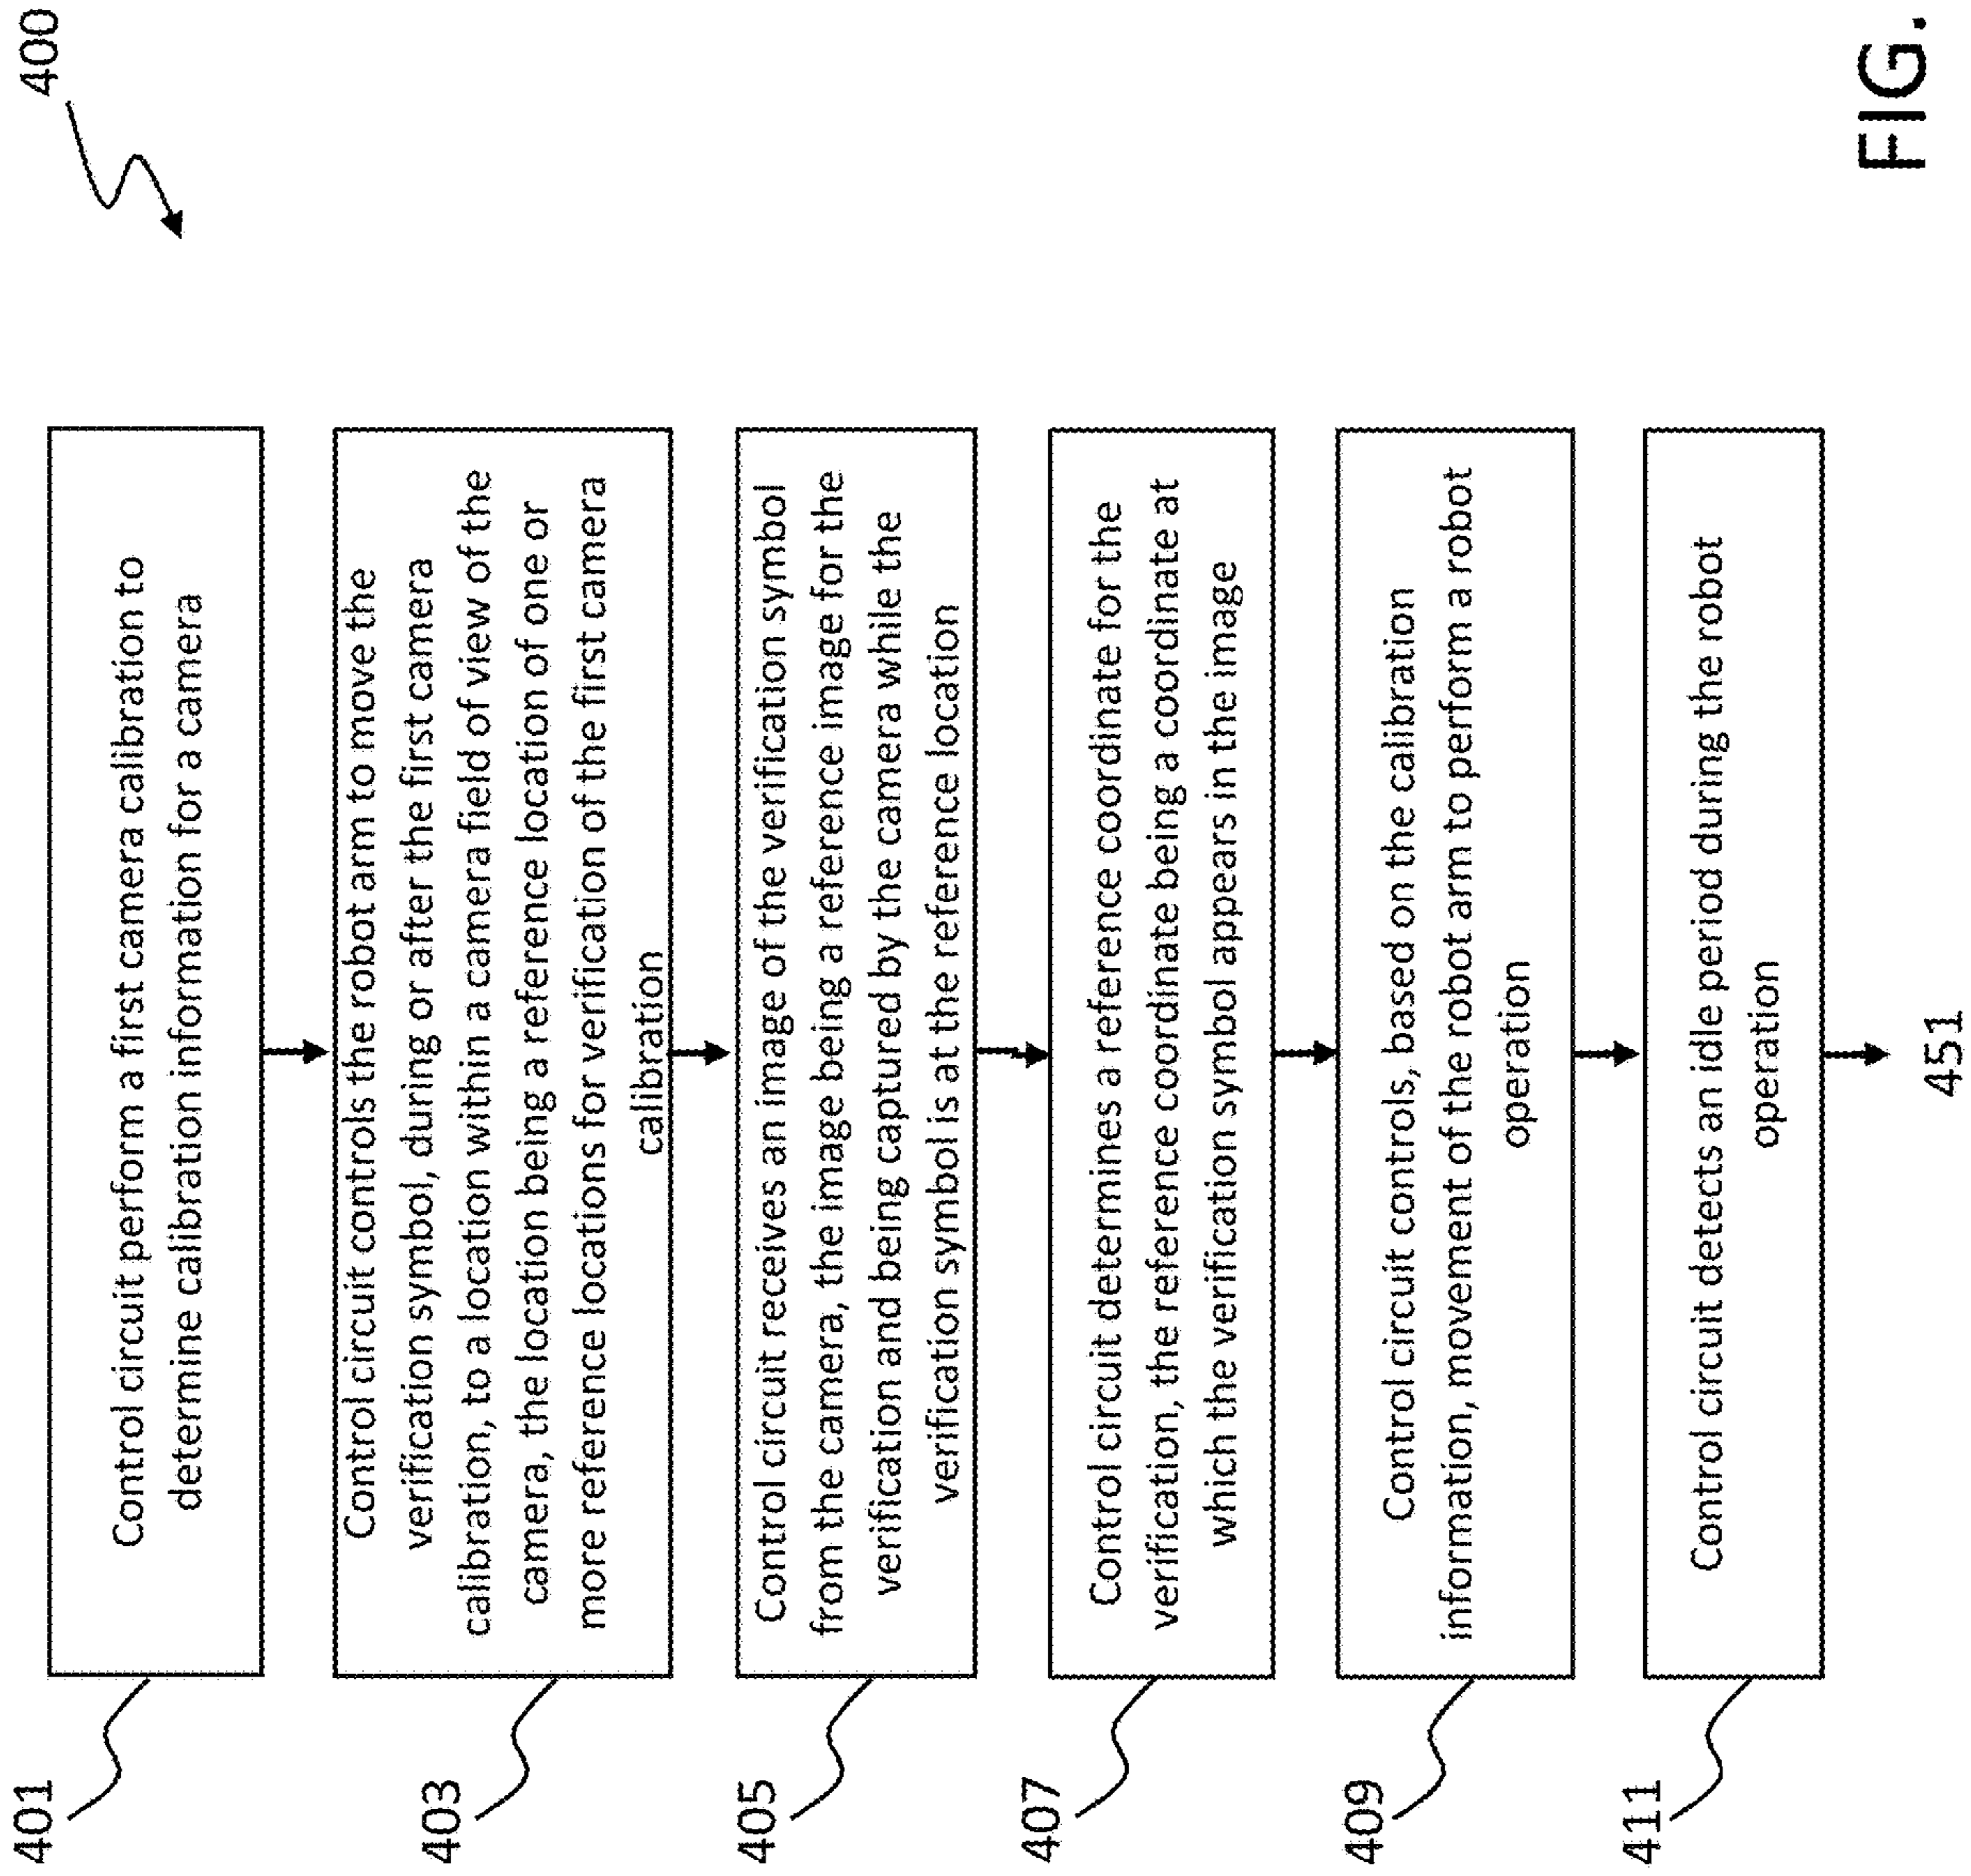 400
401
Control circuit perform a first camera calibration to
determine calibration information for a camera
403
Control circuit controls the robot arm to move the
verification symbol, during or after the first camera
calibration, to a location within a camera field of view of the
camera, the location being a reference location of one or
more reference locations for verification of the first camera
calibration
405
Control circuit receives an image of the verification symbol
from the camera, the image being a reference image for the
verification and being captured by the camera while the
verification symbol is at the reference location
407
Control circuit determines a reference coordinate for the
verification, the reference coordinate being a coordinate at
which the verification symbol appears in the image
409
Control circuit controls, based on the calibration
information, movement of the robot arm to perform a robot
operation
411
Control circuit detects an idle period during the robot
operation
451
FIG.